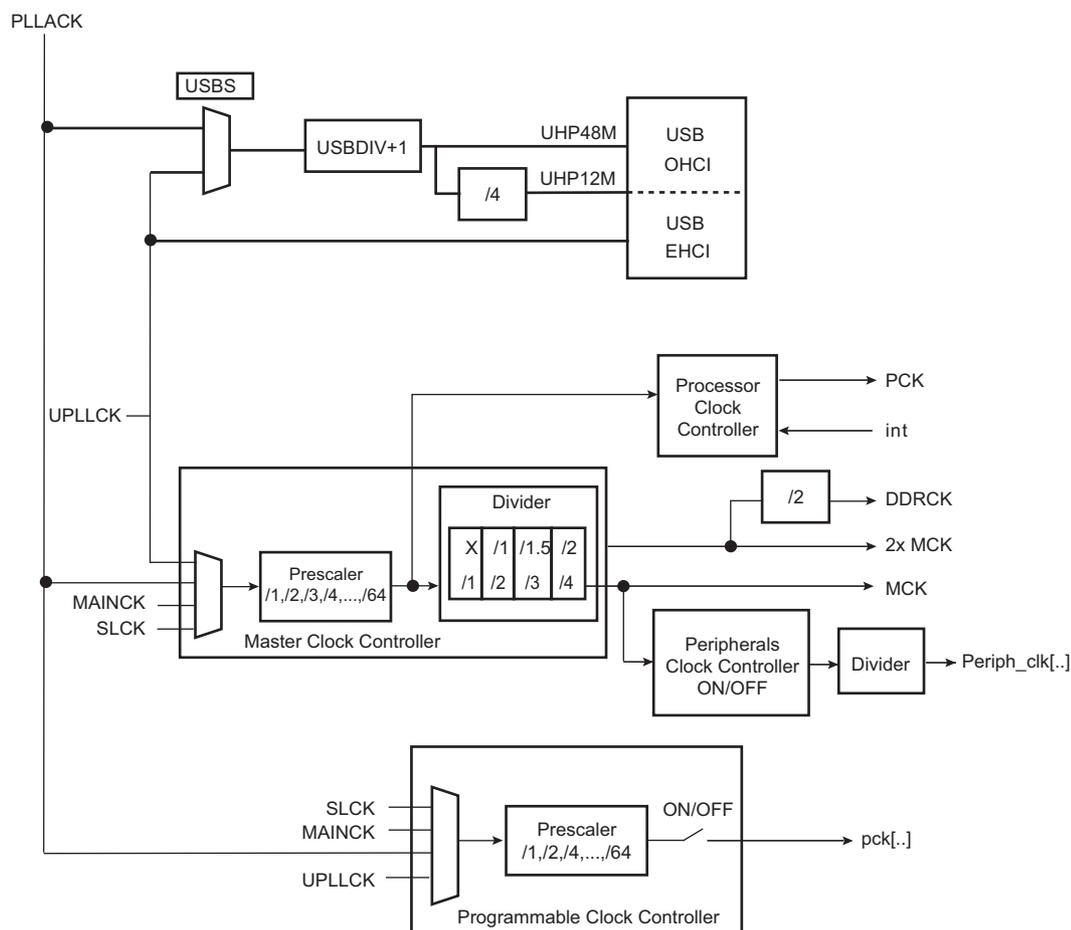 PLLACK
USBS
USBDIV+1
UHP48M
/4
UHP12M
USB
OHCI
USB
EHCI
UPLLCK
Processor
Clock
Controller
PCK
int
/2
DDRCK
2x MCK
MCK
Divider
X /1 /1.5 /2
/1 /2 /3 /4
Prescaler
/1,/2,/3,/4,...,/64
MAINCK
SLCK
Master Clock Controller
Peripherals
Clock Controller
ON/OFF
Divider
Periph_clk[..]
SLCK
MAINCK
UPLLCK
Prescaler
/1,/2,/4,...,/64
ON/OFF
pck[..]
Programmable Clock Controller